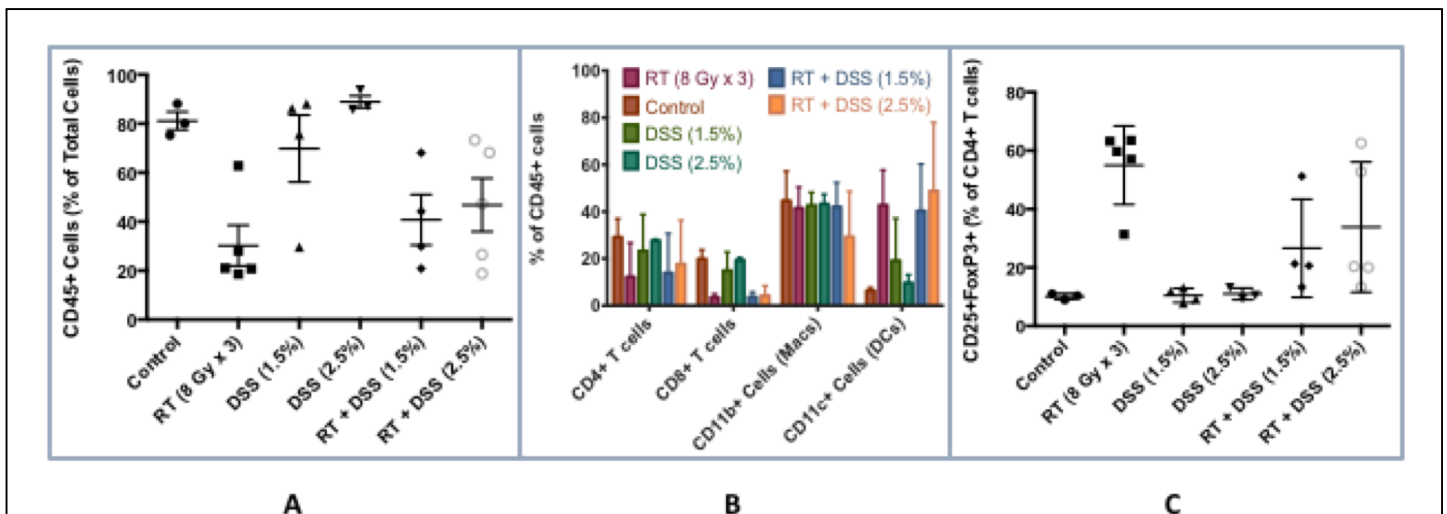 CD45+ Cells (% of Total Cells)
100
80
60
40
20
0
Control
RT (8 Gy x 3)
DSS (1.5%)
DSS (2.5%)
RT + DSS (1.5%)
RT + DSS (2.5%)
A
% of CD45+ cells
100
80
60
40
20
0
RT (8 Gy x 3)
Control
DSS (1.5%)
DSS (2.5%)
RT + DSS (1.5%)
RT + DSS (2.5%)
CD4+ T cells
CD8+ T cells
CD11b+ Cells (Macs)
CD11c+ Cells (DCs)
B
CD25+FoxP3+ (% of CD4+ T cells)
80
60
40
20
0
Control
RT (8 Gy x 3)
DSS (1.5%)
DSS (2.5%)
RT + DSS (1.5%)
RT + DSS (2.5%)
C